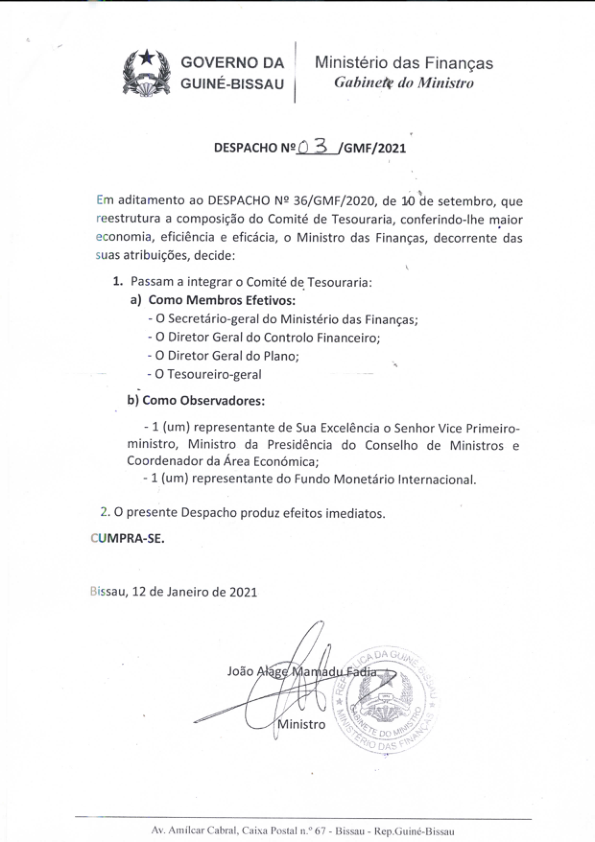 GOVERNO DA
GUINÉ-BISSAU
Ministério das Finanças
Gabinete do Ministro
DESPACHO Nº 03 /GMF/2021
Em aditamento ao DESPACHO Nº 36/GMF/2020, de 10 de setembro, que
reestrutura a composição do Comité de Tesouraria, conferindo-lhe maior
economia, eficiência e eficácia, o Ministro das Finanças, decorrente das
suas atribuições, decide:
1. Passam a integrar o Comité de Tesouraria:
a) Como Membros Efetivos:
- O Secretário-geral do Ministério das Finanças;
- O Diretor Geral do Controlo Financeiro;
- O Diretor Geral do Plano;
- O Tesoureiro-geral
b) Como Observadores:
- 1 (um) representante de Sua Excelência o Senhor Vice Primeiro-
ministro, Ministro da Presidência do Conselho de Ministros e
Coordenador da Área Económica;
- 1 (um) representante do Fundo Monetário Internacional.
2. O presente Despacho produz efeitos imediatos.
CUMPRA-SE.
Bissau, 12 de Janeiro de 2021
João Alage Mamadu Fadia
Ministro
REPÚBLICA DA GUINÉ-BISSAU
GABINETE DO MINISTRO
MINISTÉRIO DAS FINANÇAS
Av. Amílcar Cabral, Caixa Postal n.º 67 - Bissau - Rep.Guiné-Bissau